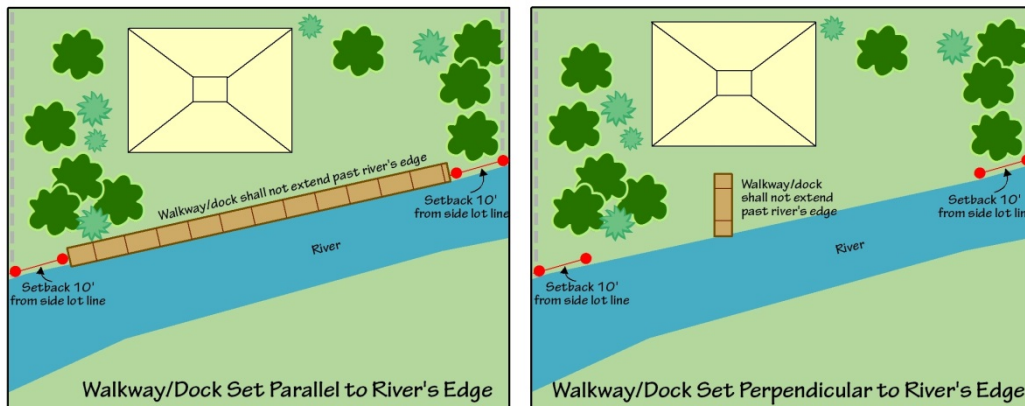 Walkway/dock shall not extend past river's edge
Setback 10'
from side lot line
River
Setback 10'
from side lot line
Walkway/Dock Set Parallel to River's Edge
Walkway/dock
shall not extend
past river's edge
Setback 10'
from side lot line
River
Setback 10'
from side lot line
Walkway/Dock Set Perpendicular to River's Edge